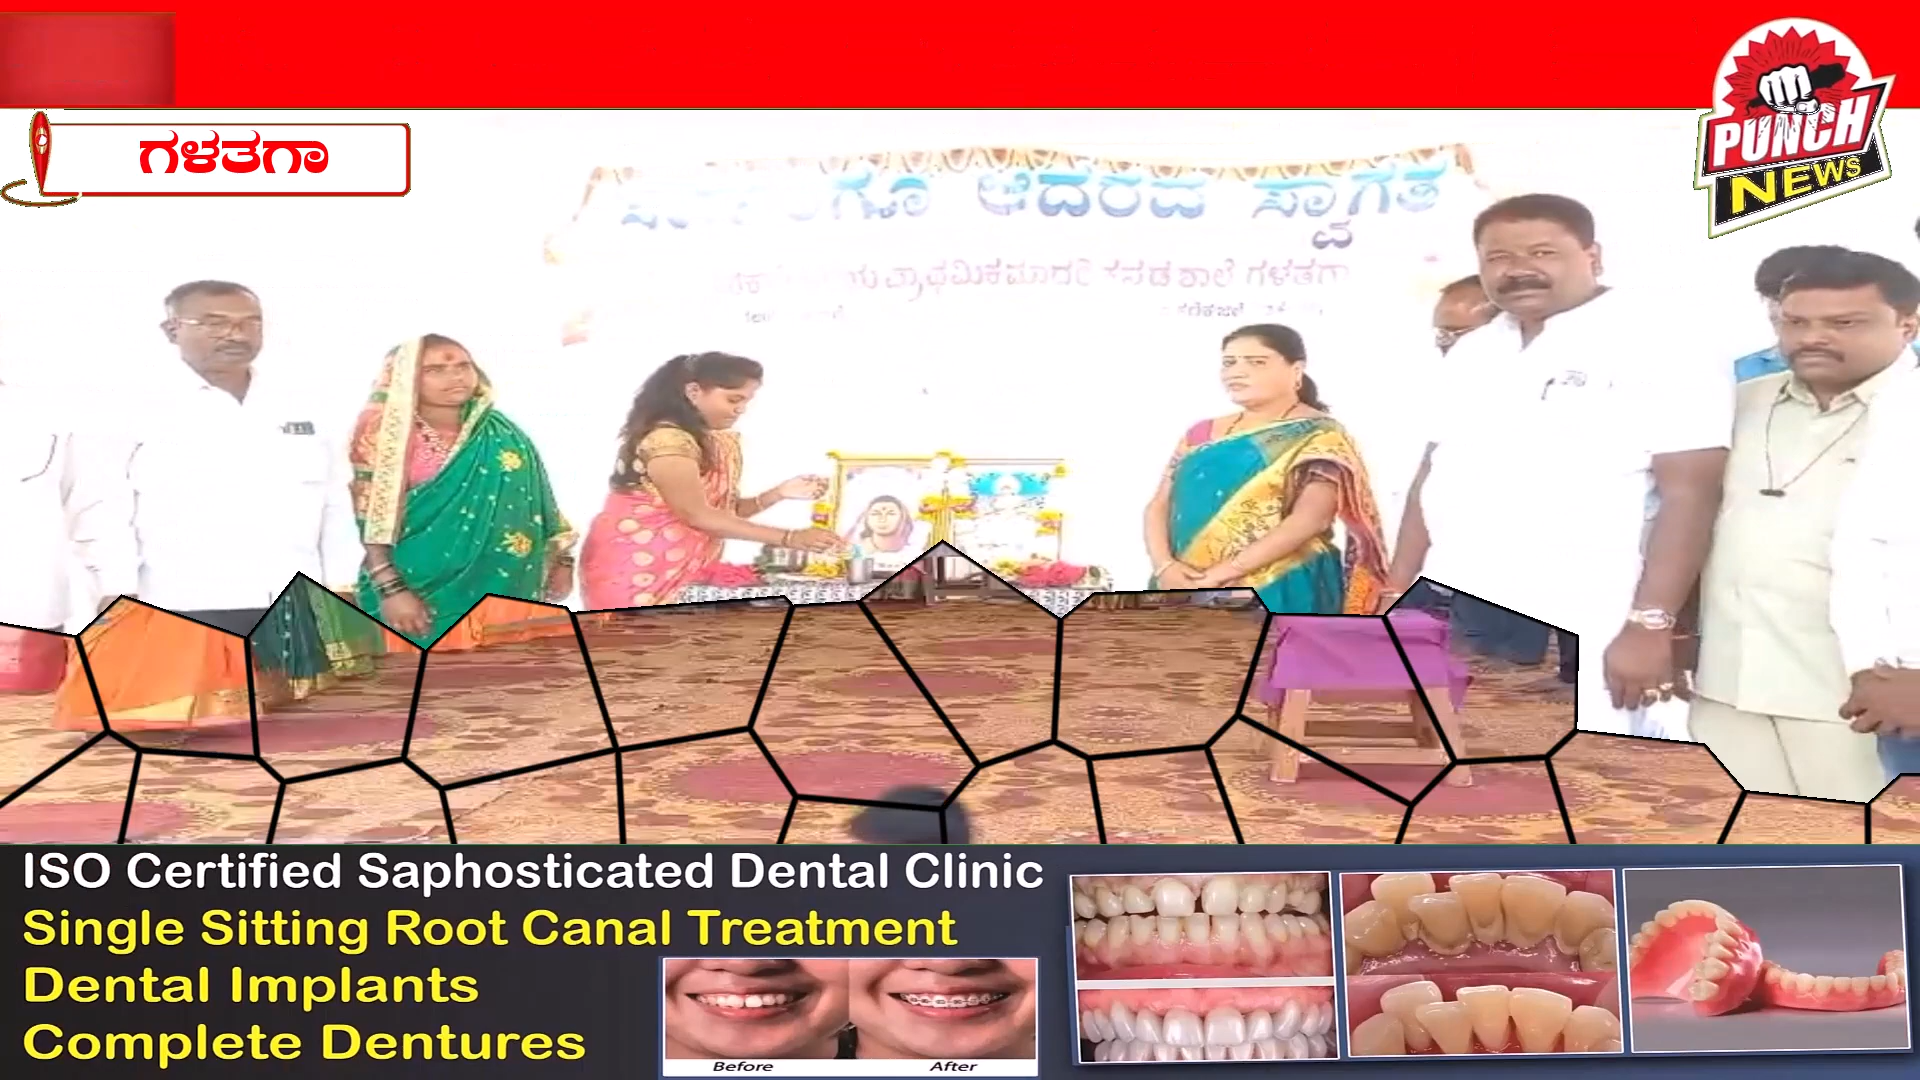 ಗಳತಗಾ
PUNCH
NEWS
ಆದರದ ಸ್ವಾಗತ
ಶಾಲೆ ಗಳತಗಾ
ISO Certified Saphosticated Dental Clinic
Single Sitting Root Canal Treatment
Dental Implants
Complete Dentures
Before
After